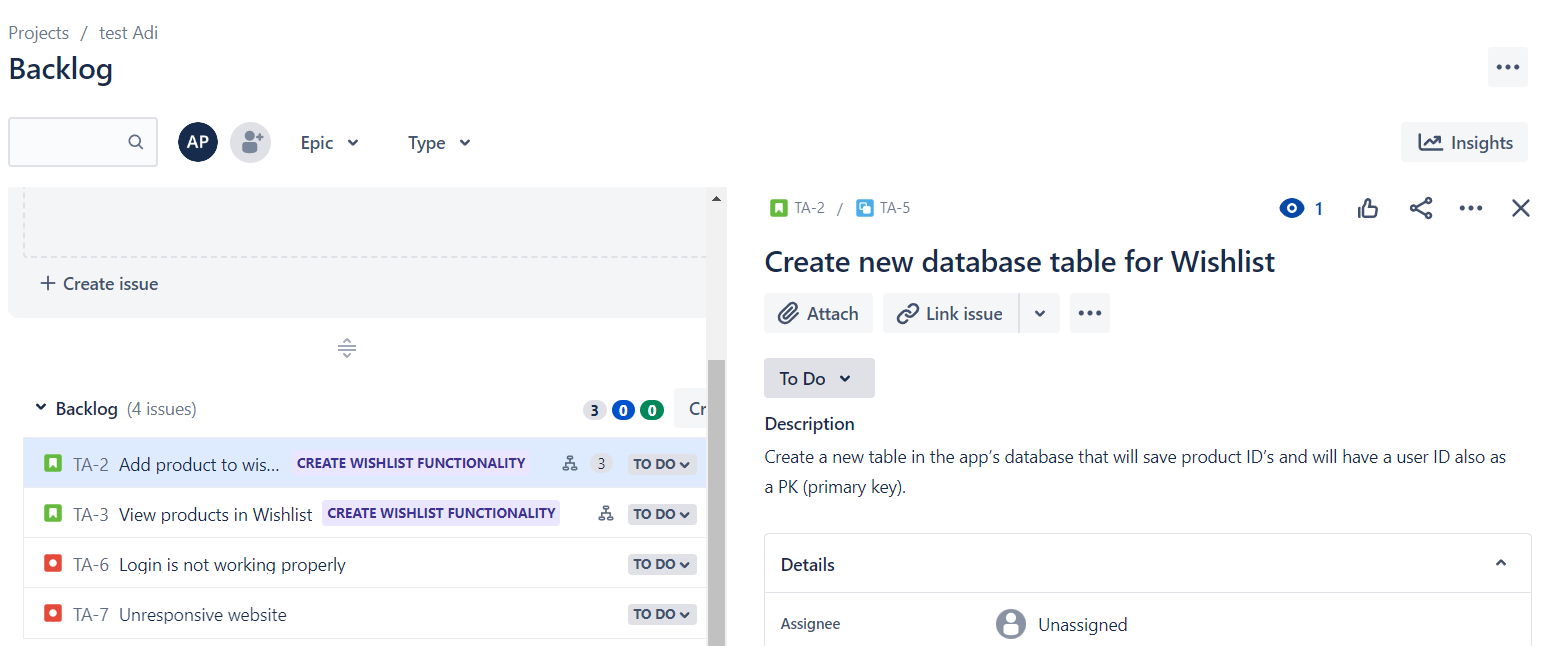 Projects / test Adi
Backlog
AP
Epic
Type
Insights
Create issue
Backlog (4 issues) 3 0 0 Cr
TA-2 Add product to wis... CREATE WISHLIST FUNCTIONALITY 3 TO DO
TA-3 View products in Wishlist CREATE WISHLIST FUNCTIONALITY TO DO
TA-6 Login is not working properly TO DO
TA-7 Unresponsive website TO DO
TA-2 / TA-5
1
Create new database table for Wishlist
Attach
Link issue
To Do
Description
Create a new table in the app’s database that will save product ID’s and will have a user ID also as
a PK (primary key).
Details
Assignee
Unassigned